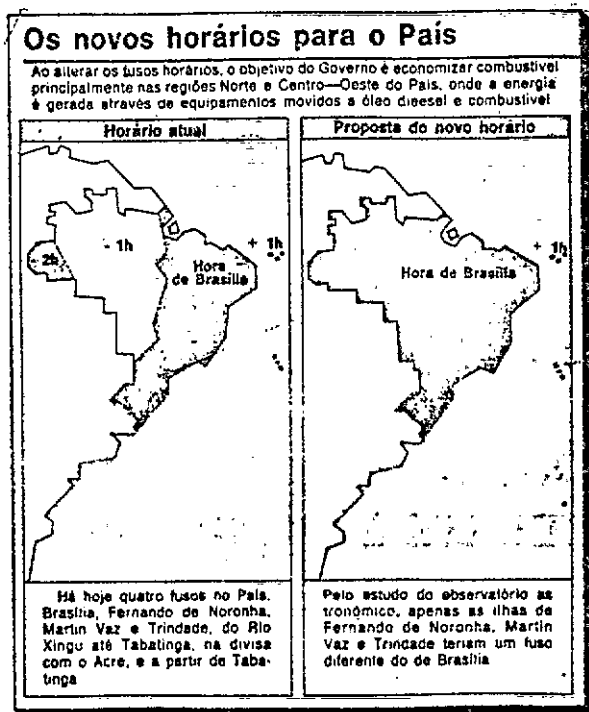 Os novos horários para o País
Ao alterar os fusos horários, o objetivo do Governo é economizar combustível
principalmente nas regiões Norte e Centro—Oeste do País, onde a energia
é gerada através de equipamentos movidos a óleo dieesel e combustível
Horário atual
- 1h
2h
+ 1h
Hora
de Brasília
Há hoje quatro fusos no País.
Brasília, Fernando de Noronha,
Martin Vaz e Trindade, do Rio
Xingu até Tabatinga, na divisa
com o Acre, e a partir de Taba-
tinga
Proposta do novo horário
+ 1h
Hora de Brasília
Pelo estudo do observatório as
tronômico, apenas as ilhas de
Fernando de Noronha, Martin
Vaz e Trindade teriam um fuso
diferente do de Brasília